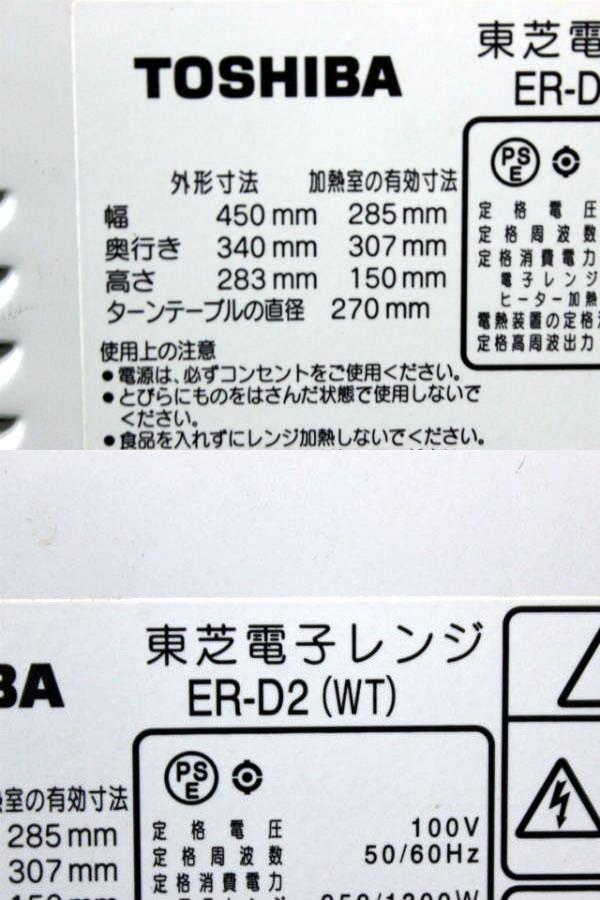 TOSHIBA
東芝電
ER-D
外形寸法 加熱室の有効寸法
幅 450mm 285mm
奥行き 340mm 307mm
高さ 283mm 150mm
ターンテーブルの直径 270mm
PS
E
定格電圧
定格周波数
定格消費電力
電子レンジ
ヒーター加熱
電熱装置の定格
定格高周波出力
使用上の注意
●電源は、必ずコンセントをご使用ください。
●とびらにものをはさんだ状態で使用しないで
ください。
●食品を入れずにレンジ加熱しないでください。
BA
東芝電子レンジ
ER-D2(WT)
室の有効寸法
285mm
307mm
150mm
PS
E
定格電圧 100V
定格周波数 50/60Hz
定格消費電力